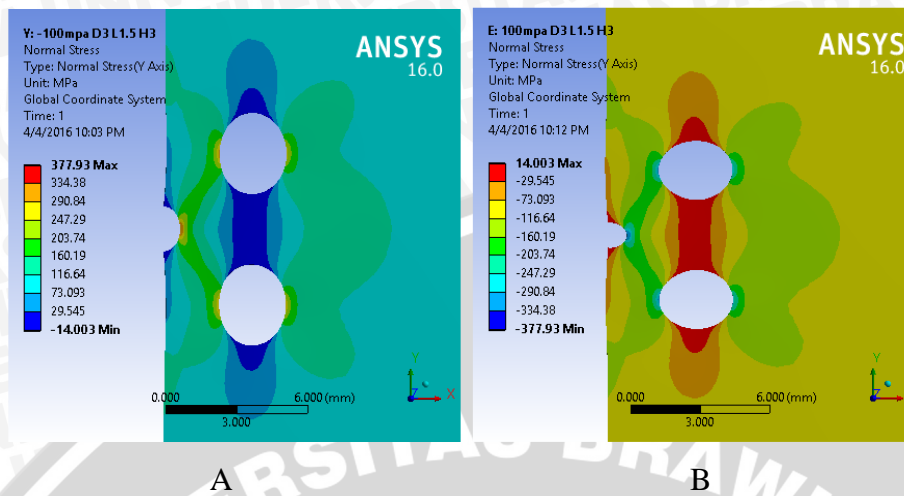 Y: -100mpa D3 L1.5 H3
Normal Stress
Type: Normal Stress(Y Axis)
Unit: MPa
Global Coordinate System
Time: 1
4/4/2016 10:03 PM
377.93 Max
334.38
290.84
247.29
203.74
160.19
116.64
73.093
29.545
-14.003 Min
ANSYS
16.0
Y
X
Z
0.000
6.000 (mm)
3.000
E: 100mpa D3 L1.5 H3
Normal Stress
Type: Normal Stress(Y Axis)
Unit: MPa
Global Coordinate System
Time: 1
4/4/2016 10:12 PM
14.003 Max
-29.545
-73.093
-116.64
-160.19
-203.74
-247.29
-290.84
-334.38
-377.93 Min
ANSYS
16.0
Y
Z
0.000
6.000 (mm)
3.000
A
B
ERSITAS BRAW